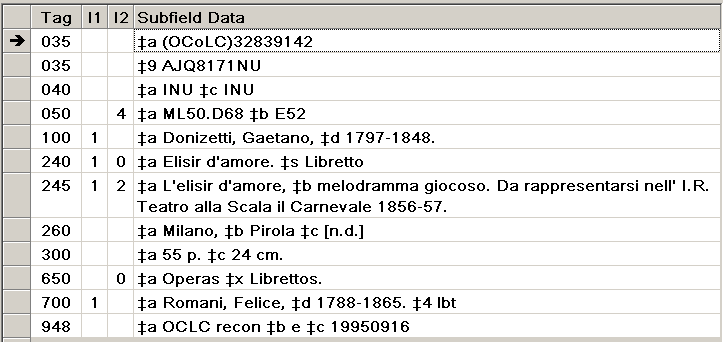 Tag I1 I2 Subfield Data
035 ‡a (OCoLC)32839142
035 ‡9 AJQ8171NU
040 ‡a INU ‡c INU
050 4 ‡a ML50.D68 ‡b E52
100 1 ‡a Donizetti, Gaetano, ‡d 1797-1848.
240 1 0 ‡a Elisir d'amore. ‡s Libretto
245 1 2 ‡a L'elisir d'amore, ‡b melodramma giocoso. Da rappresentarsi nell' I.R.
Teatro alla Scala il Carnevale 1856-57.
260 ‡a Milano, ‡b Pirola ‡c [n.d.]
300 ‡a 55 p. ‡c 24 cm.
650 0 ‡a Operas ‡x Librettos.
700 1 ‡a Romani, Felice, ‡d 1788-1865. ‡4 lbt
948 ‡a OCLC recon ‡b e ‡c 19950916